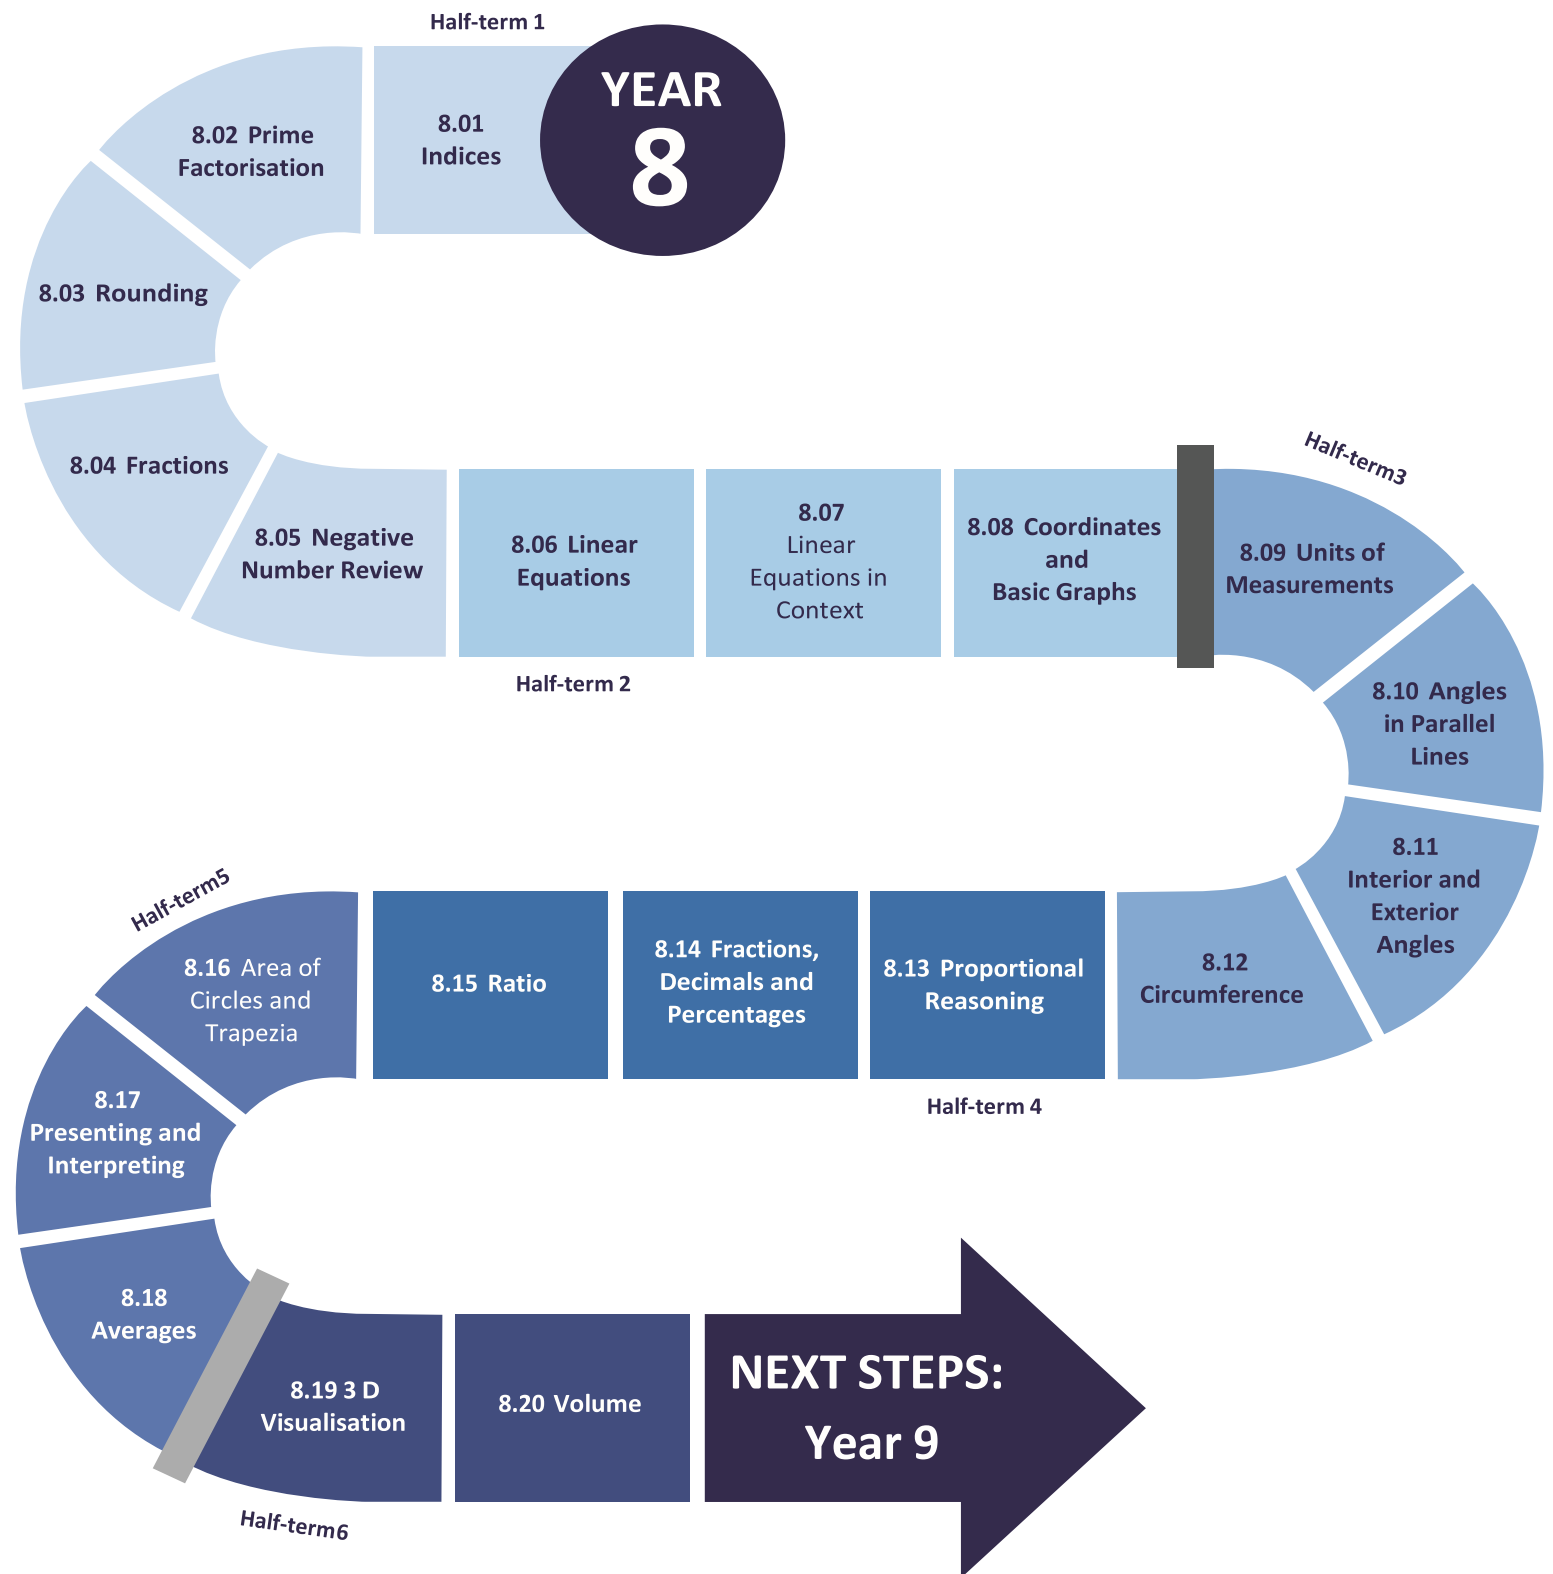 Half-term 1
YEAR
8
8.01
Indices
8.02 Prime
Factorisation
8.03 Rounding
8.04 Fractions
8.05 Negative
Number Review
8.06 Linear
Equations
Half-term 2
8.07
Linear
Equations in
Context
8.08 Coordinates
and
Basic Graphs
Half-term3
8.09 Units of
Measurements
8.10 Angles
in Parallel
Lines
8.11
Interior and
Exterior
Angles
8.12
Circumference
8.13 Proportional
Reasoning
Half-term 4
8.14 Fractions,
Decimals and
Percentages
8.15 Ratio
Half-term5
8.16 Area of
Circles and
Trapezia
8.17
Presenting and
Interpreting
8.18
Averages
8.19 3 D
Visualisation
Half-term6
8.20 Volume
NEXT STEPS:
Year 9